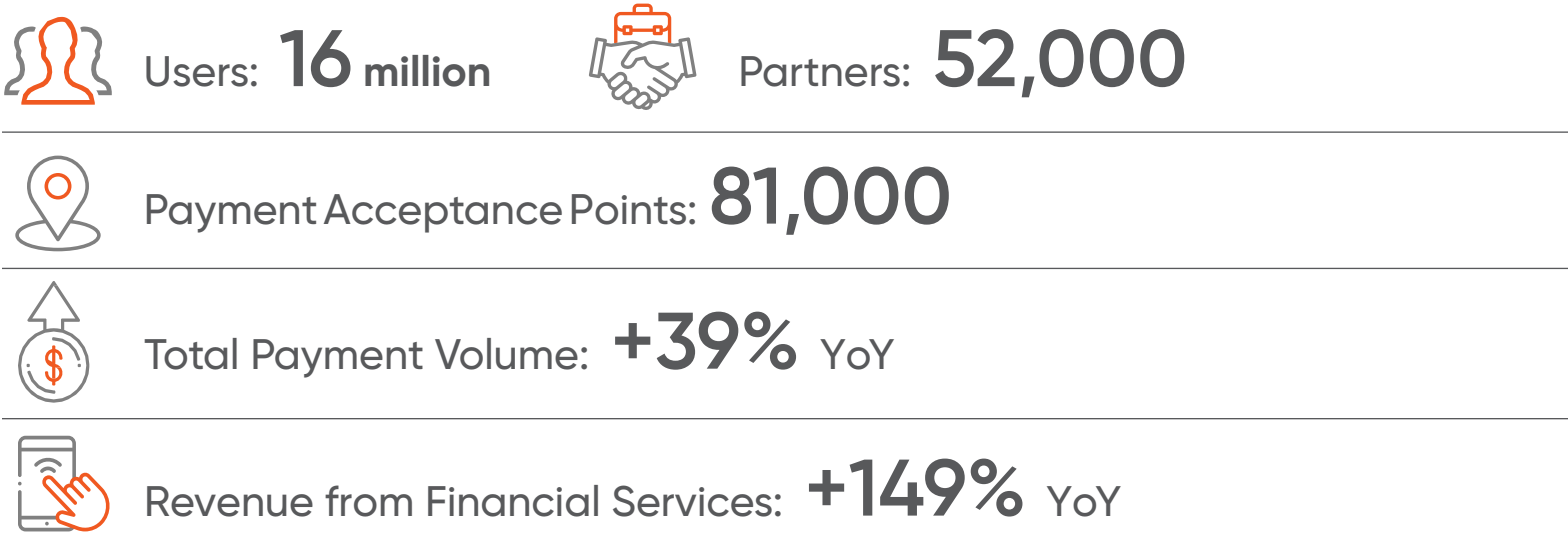 Users: 16 million Partners: 52,000
Payment Acceptance Points: 81,000
$ Total Payment Volume: +39% YoY
Revenue from Financial Services: +149% YoY